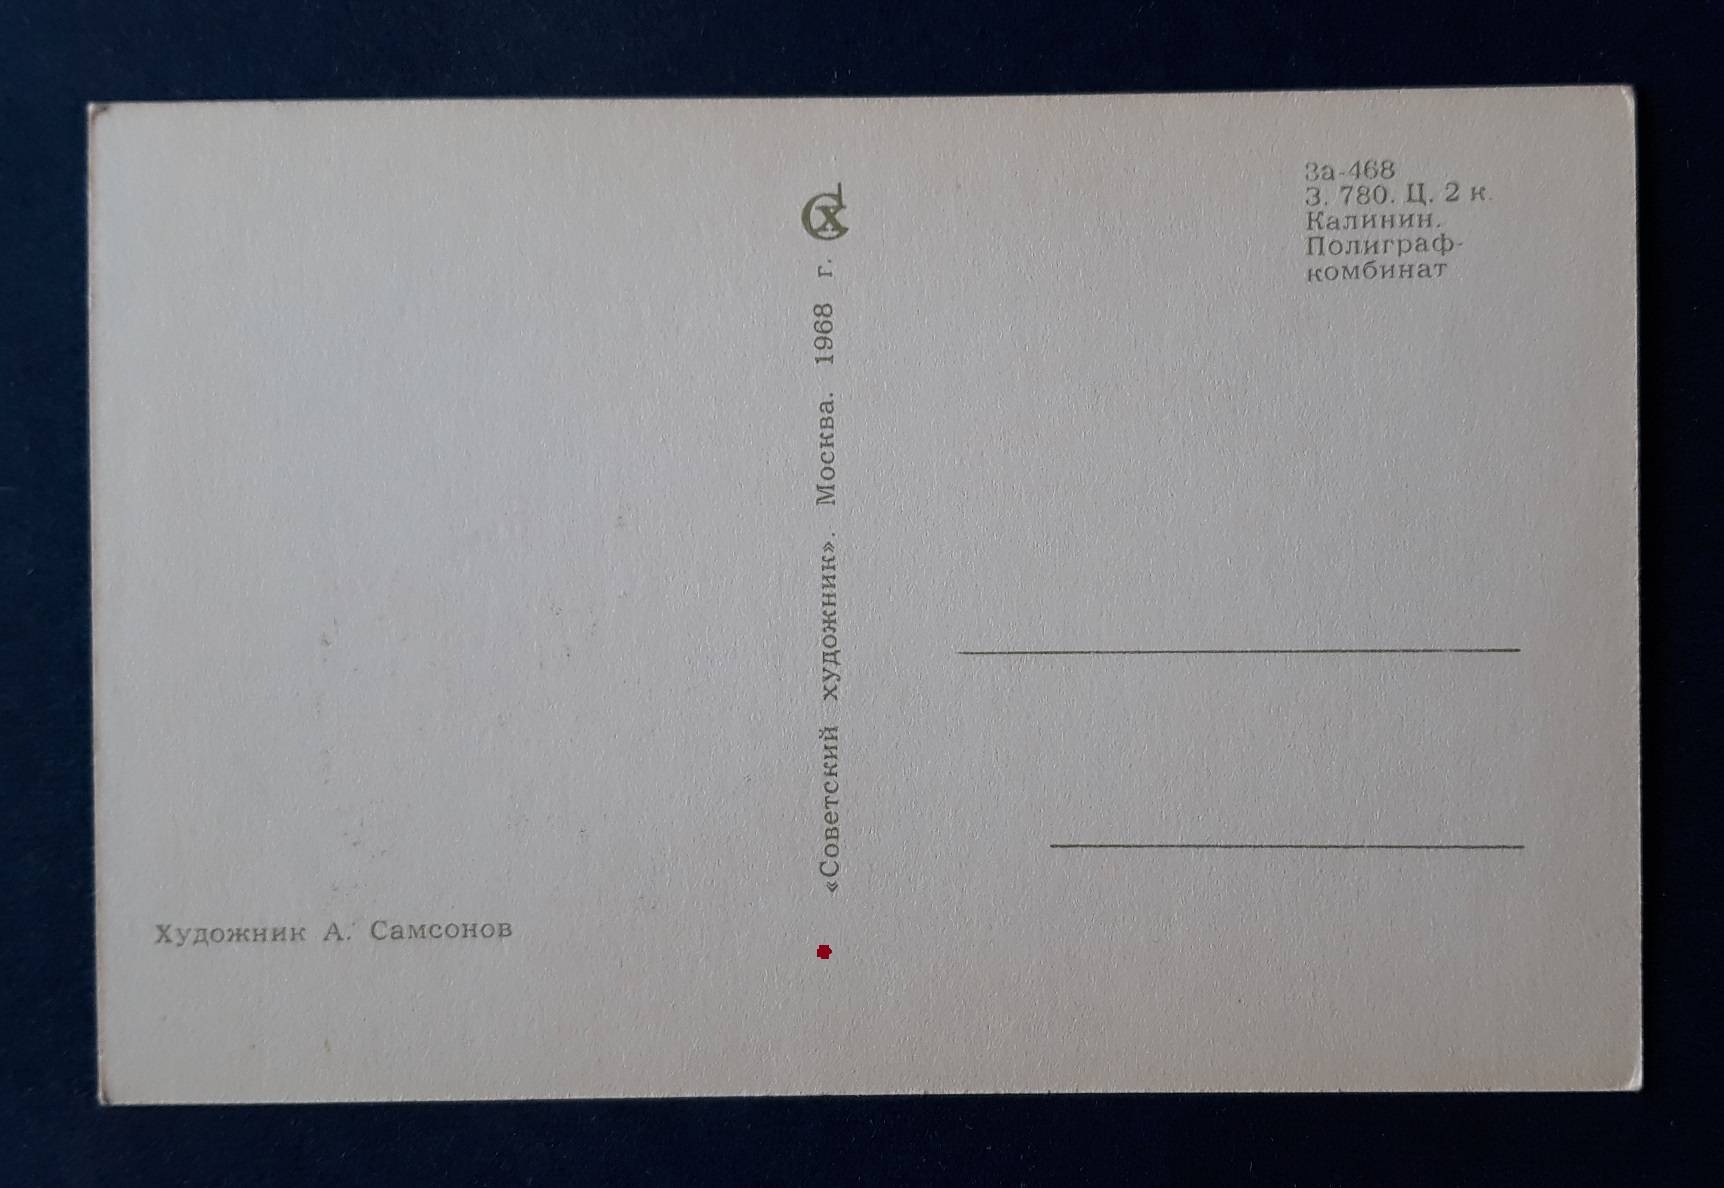 За-468
З. 780. Ц. 2 к.
Калинин.
Полиграф-
комбинат
«Советский художник». Москва. 1968 г.
Художник А. Самсонов